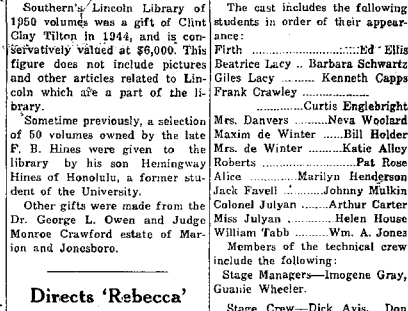 Southern's Lincoln Library of
1950 volumes was a gift of Clint
Clay Tilton in 1944, and is con-
servatively valued at $6,000. This
figure does not include pictures
and other articles related to Lin-
coln which are a part of the li-
brary.
Sometime previously, a selection
of 50 volumes owned by the late
F. B. Hines were given to the
library by his son Hemingway
Hines of Honolulu, a former stu-
dent of the University.
Other gifts were made from the
Dr. George L. Owen and Judge
Monroe Crawford estate of Mar-
ion and Jonesboro.
Directs 'Rebecca'
The cast includes the following
students in order of their appear-
ance:
Firth ........ Ed Ellis
Beatrice Lacy .. Barbara Schwartz
Giles Lacy ....... Kenneth Capps
Frank Crawley ........
........ Curtis Englebright
Mrs. Danvers ........ Neva Woolard
Maxim de Winter ...... Bill Holder
Mrs. de Winter ...... Katie Alley
Roberts ........ Pat Rose
Alice ........ Marilyn Henderson
Jack Favell ........ Johnny Mulkin
Colonel Julyan ...... Arthur Carter
Miss Julyan ........ Helen House
William Tabb ...... Wm. A. Jones
Members of the technical crew
include the following:
Stage Managers—Imogene Gray,
Guanie Wheeler.
Stage Crew—Dick Avis, Don